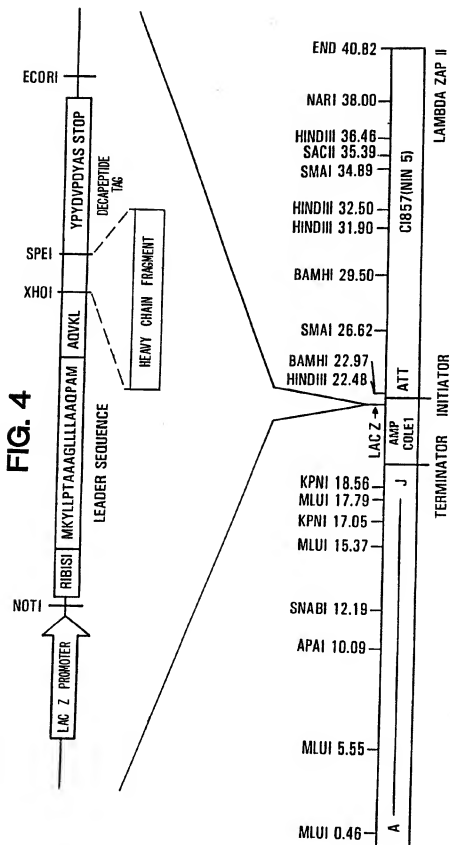 FIG. 4
LAC Z PROMOTER
NOTI
RIBISI
MKYLLPTAAAGLLLLAAQPAM
AQVKL
LEADER SEQUENCE
XHOI
SPEI
YPYDVPDYAS STOP
DECAPEPTIDE
TAG
ECORI
HEAVY CHAIN FRAGMENT
MLUI 0.46
MLUI 5.55
APAI 10.09
SNABI 12.19
MLUI 15.37
KPNI 17.05
MLUI 17.79
KPNI 18.56
LAC Z
HINDIII 22.48
BAMHI 22.97
SMAI 26.62
BAMHI 29.50
HINDIII 31.90
HINDIII 32.50
SMAI 34.89
SACII 35.39
HINDIII 36.46
NARI 38.00
END 40.82
A
J
AMP
COLE1
ATT
CI857(NIN 5)
TERMINATOR
INITIATOR
LAMBDA ZAP II